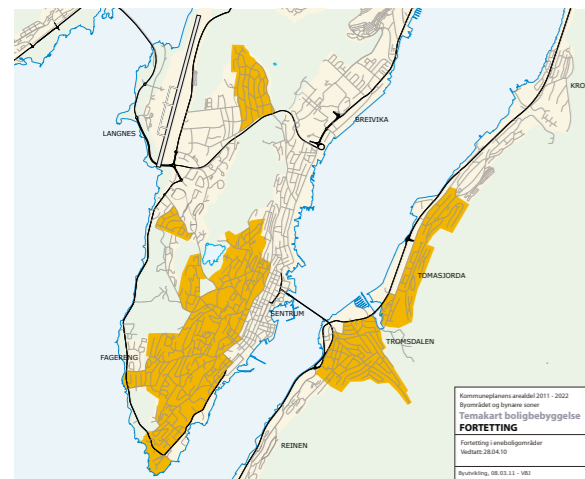 KRO
BREIVIKA
LANGNES
TOMASJORDA
SENTRUM
TROMSDALEN
FAGERENG
REINEN
Kommuneplanens arealdel 2011 - 2022
Byområdet og bynære soner
Temakart boligbebyggelse
FORTETTING
Fortetting i eneboligområder
Vedtatt 28.04.10
Byutvikling, 08.03.11 - VBJ